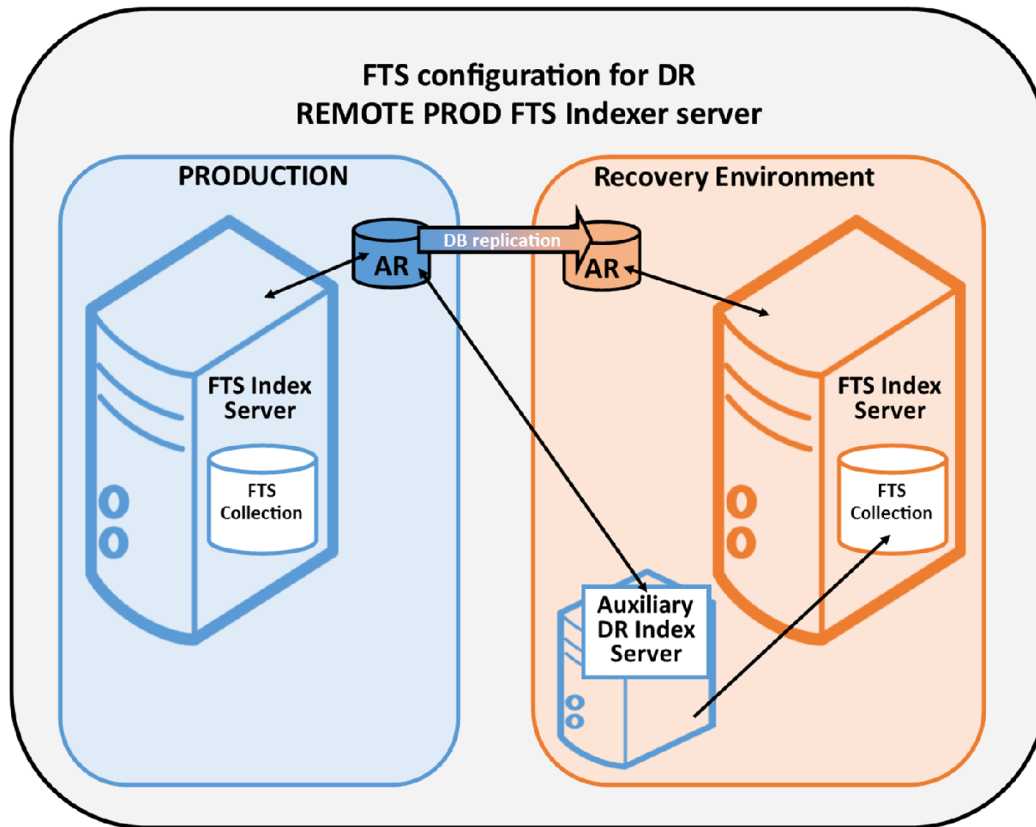 FTS configuration for DR
REMOTE PROD FTS Indexer server
PRODUCTION
Recovery Environment
AR
DB replication
AR
FTS Index
Server
FTS
Collection
FTS Index
Server
FTS
Collection
Auxiliary
DR Index
Server